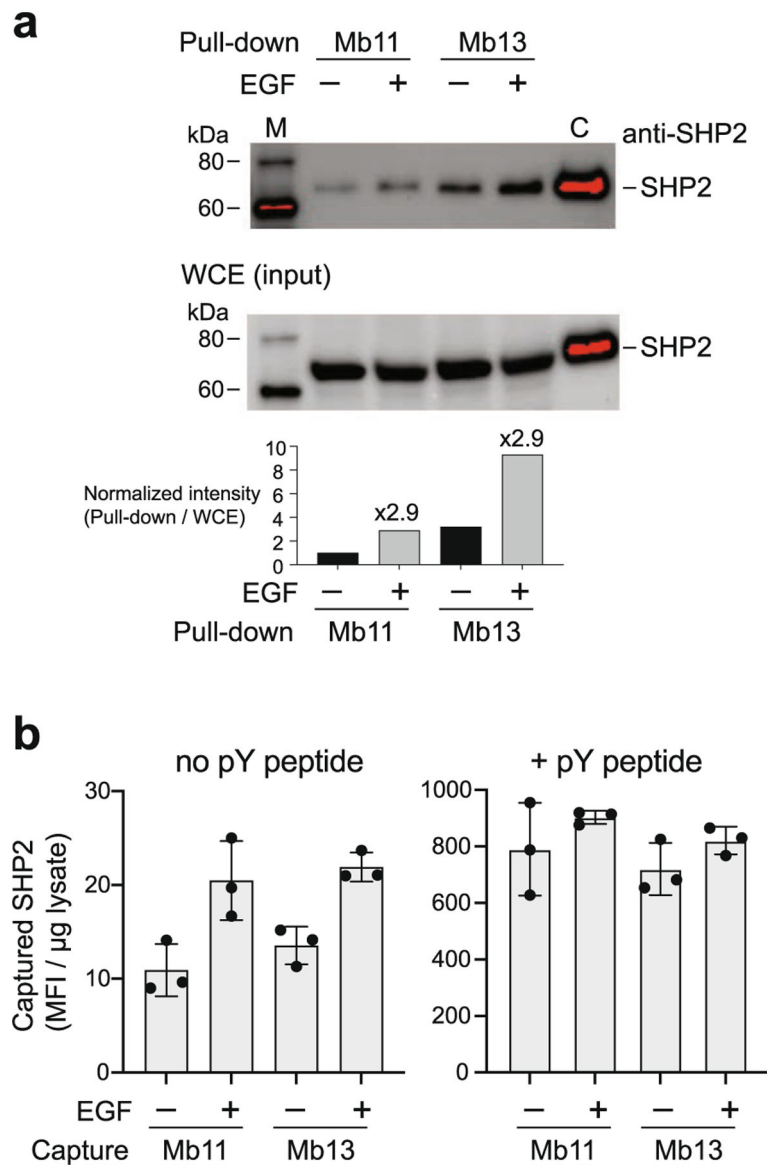 a
Pull-down Mb11 Mb13
EGF − + − +
kDa M C anti-SHP2
80–
–SHP2
60–
WCE (input)
kDa
80–
–SHP2
60–
10
x2.9
8
Normalized intensity
6
(Pull-down / WCE)
x2.9
4
2
0
EGF − + − +
Pull-down Mb11 Mb13
b
no pY peptide + pY peptide
Captured SHP2
(MFI / µg lysate)
30 1000
800
20
600
10 400
200
0 0
EGF − + − + − + − +
Capture Mb11 Mb13 Mb11 Mb13